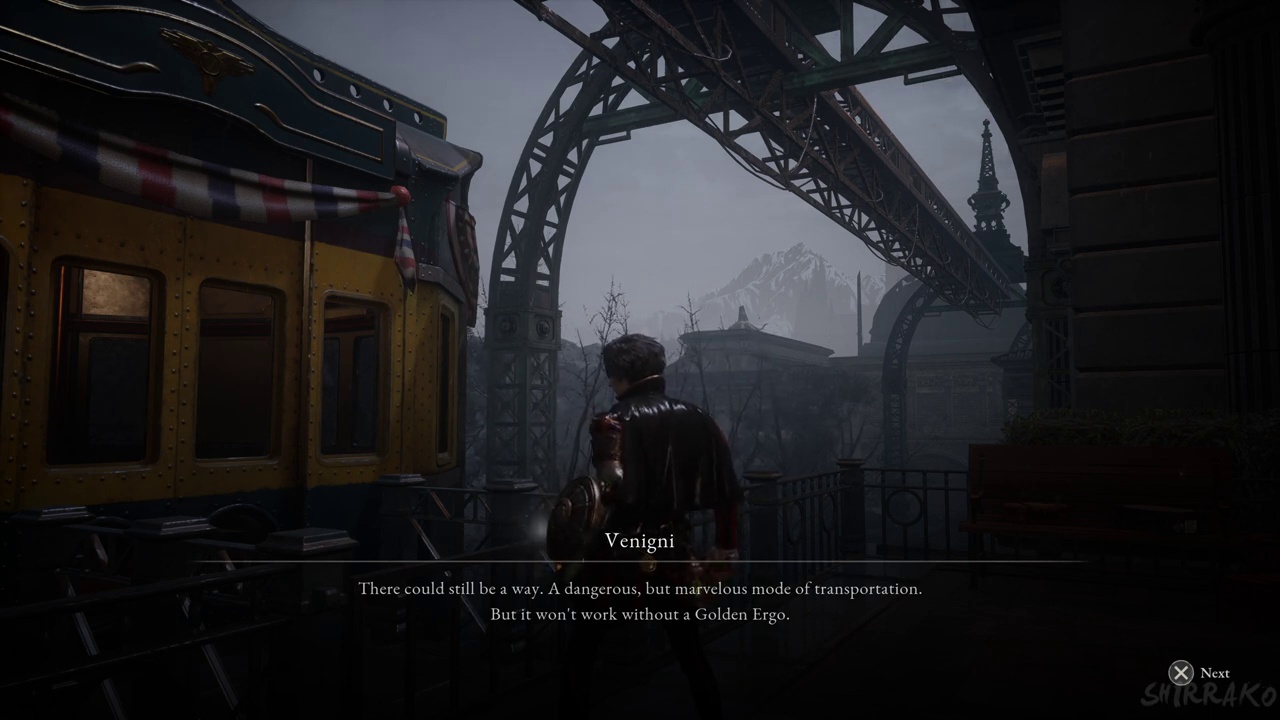 Venigni
There could still be a way. A dangerous, but marvelous mode of transportation.
But it won't work without a Golden Ergo.
Next
SHIRRAKO